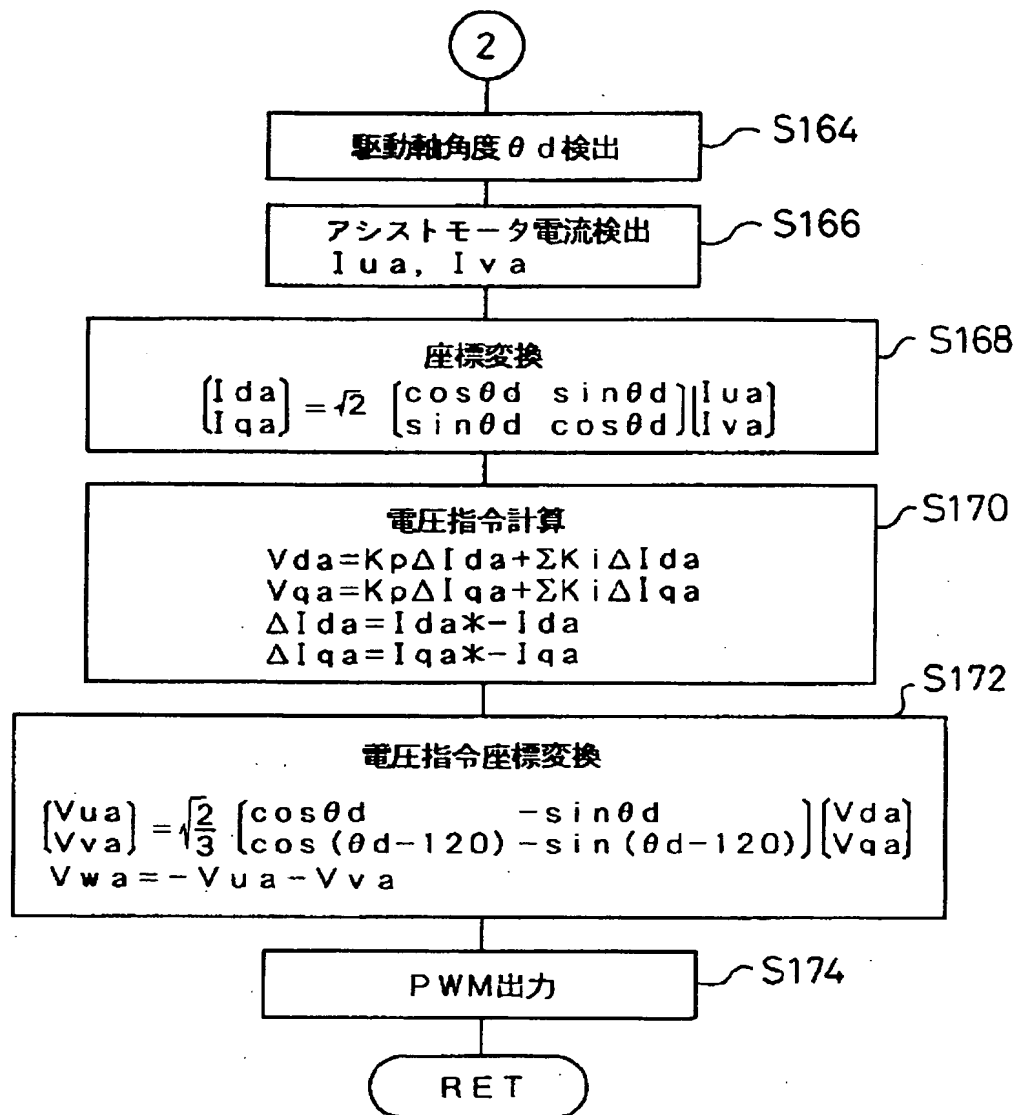 2
駆動軸角度θd検出
S164
アシストモータ電流検出
Iua, Iva
S166
座標変換
S168
[Ida] = √2 [cosθd sinθd][Iua]
[Iqa] [sinθd cosθd][Iva]
電圧指令計算
S170
Vda=KpΔIda+ΣKiΔIda
Vqa=KpΔIqa+ΣKiΔIqa
ΔIda=Ida*-Ida
ΔIqa=Iqa*-Iqa
S172
電圧指令座標変換
[Vua] = √2/3 [cosθd -sinθd][Vda]
[Vva] [cos(θd-120) -sin(θd-120)][Vqa]
Vwa=-Vua-Vva
PWM出力
S174
RET